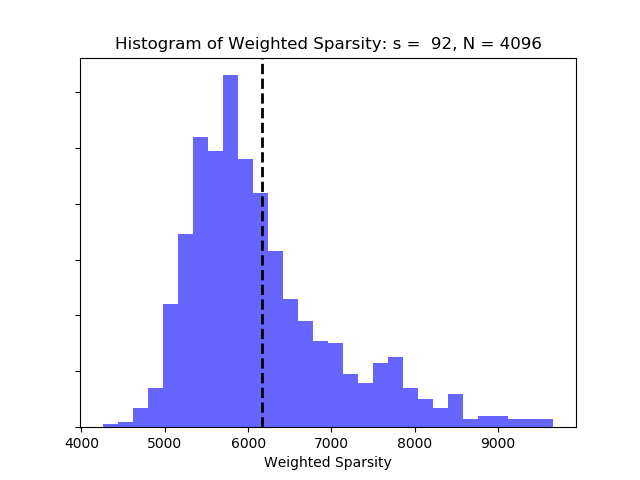 Histogram of Weighted Sparsity: s =  92, N = 4096
4000 5000 6000 7000 8000 9000
Weighted Sparsity